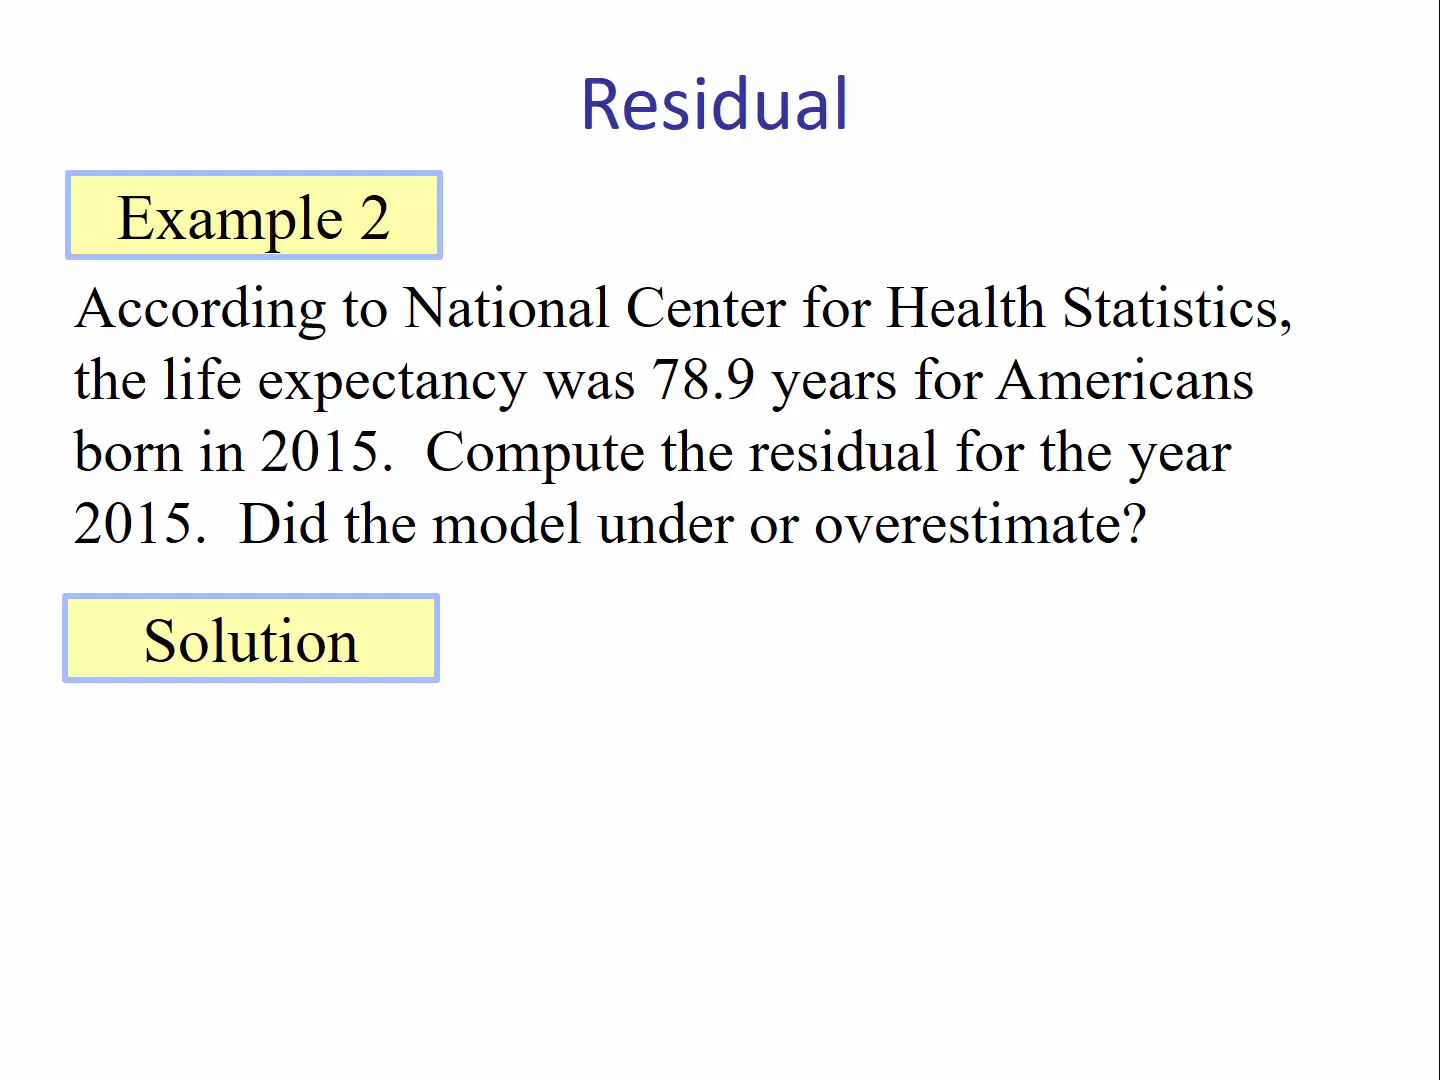 Residual
Example 2
According to National Center for Health Statistics,
the life expectancy was 78.9 years for Americans
born in 2015.  Compute the residual for the year
2015.  Did the model under or overestimate?
Solution